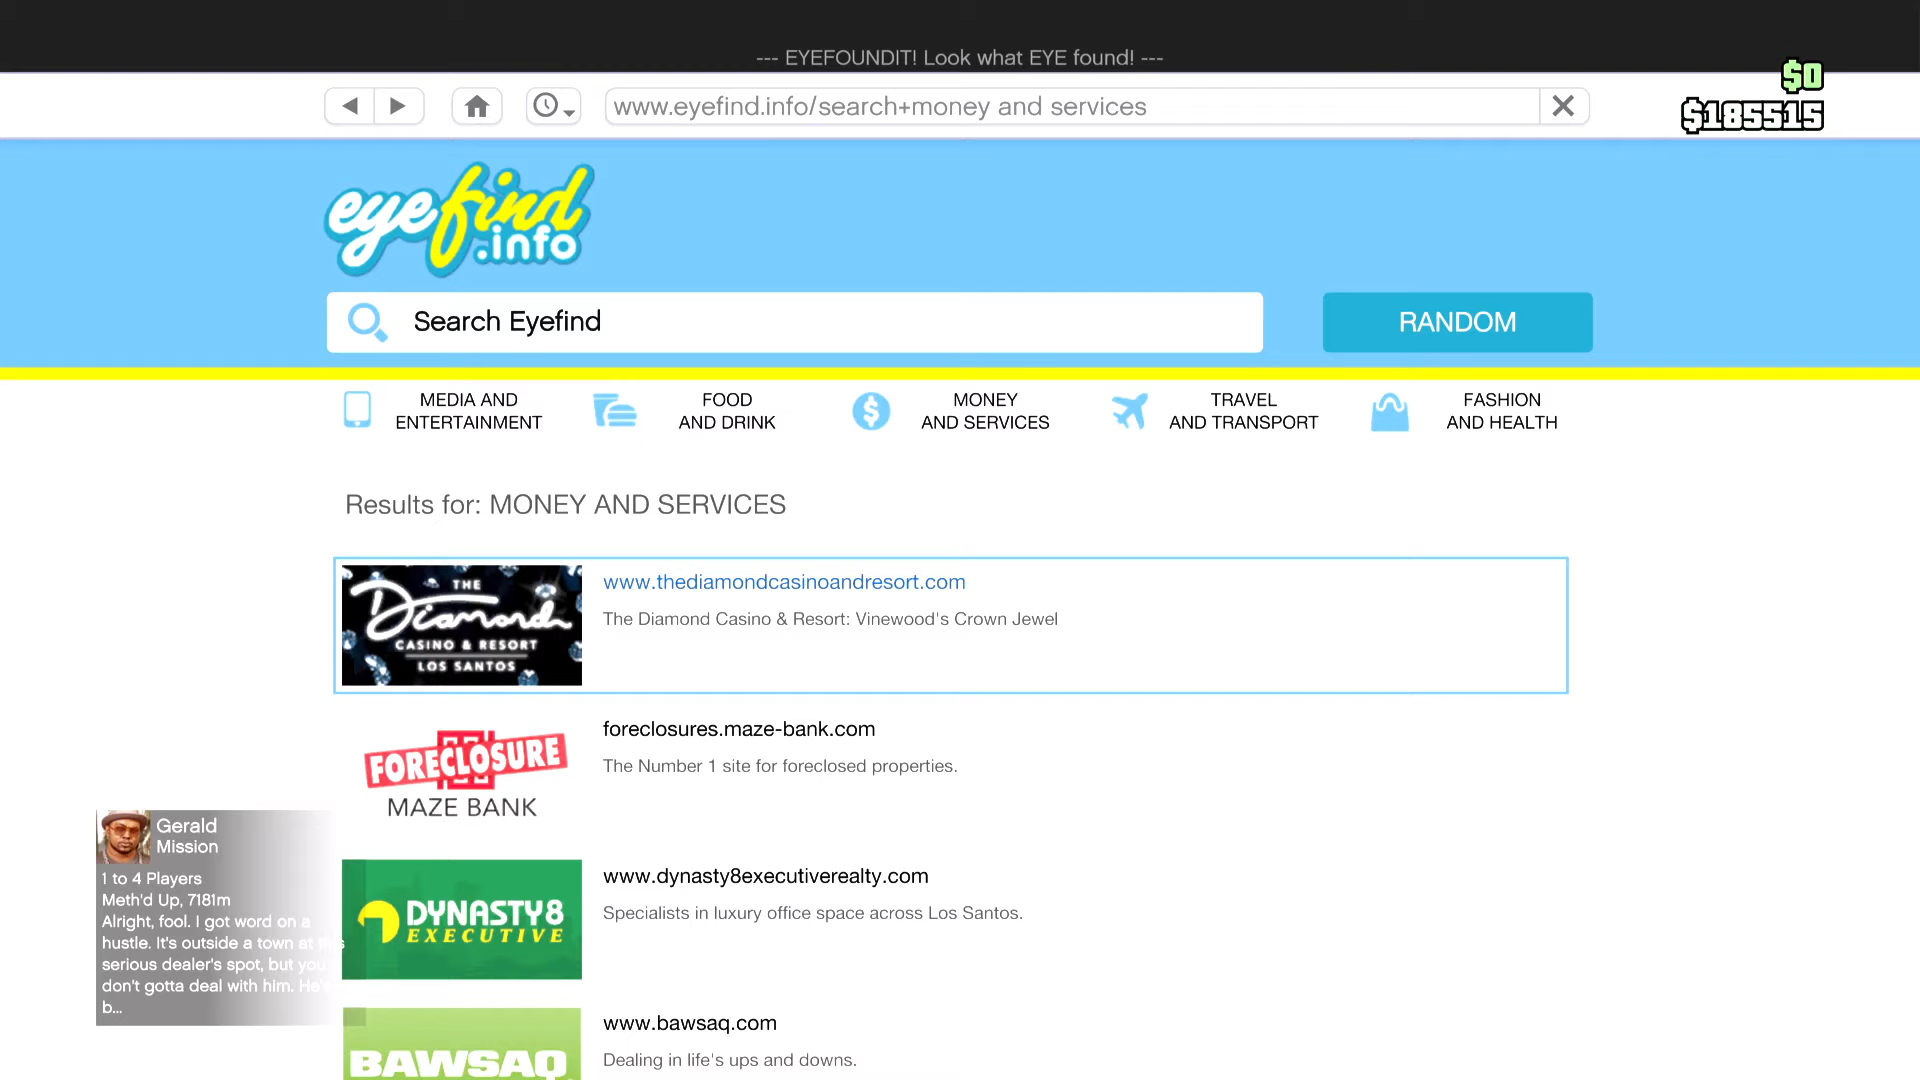 --- EYEFOUNDIT! Look what EYE found! ---
$0
www.eyefind.info/search+money and services
$185515
eyefind
.info
Search Eyefind
RANDOM
MEDIA AND
ENTERTAINMENT
FOOD
AND DRINK
MONEY
AND SERVICES
TRAVEL
AND TRANSPORT
FASHION
AND HEALTH
Results for: MONEY AND SERVICES
THE
Diamond
CASINO & RESORT
LOS SANTOS
www.thediamondcasinoandresort.com
The Diamond Casino & Resort: Vinewood's Crown Jewel
FORECLOSURE
MAZE BANK
foreclosures.maze-bank.com
The Number 1 site for foreclosed properties.
Gerald
Mission
1 to 4 Players
Meth'd Up, 7181m
Alright, fool. I got word on a
hustle. It's outside a town at this
serious dealer's spot, but you
don't gotta deal with him. He's
b...
DYNASTY8
EXECUTIVE
www.dynasty8executiverealty.com
Specialists in luxury office space across Los Santos.
BAWSAQ
www.bawsaq.com
Dealing in life's ups and downs.